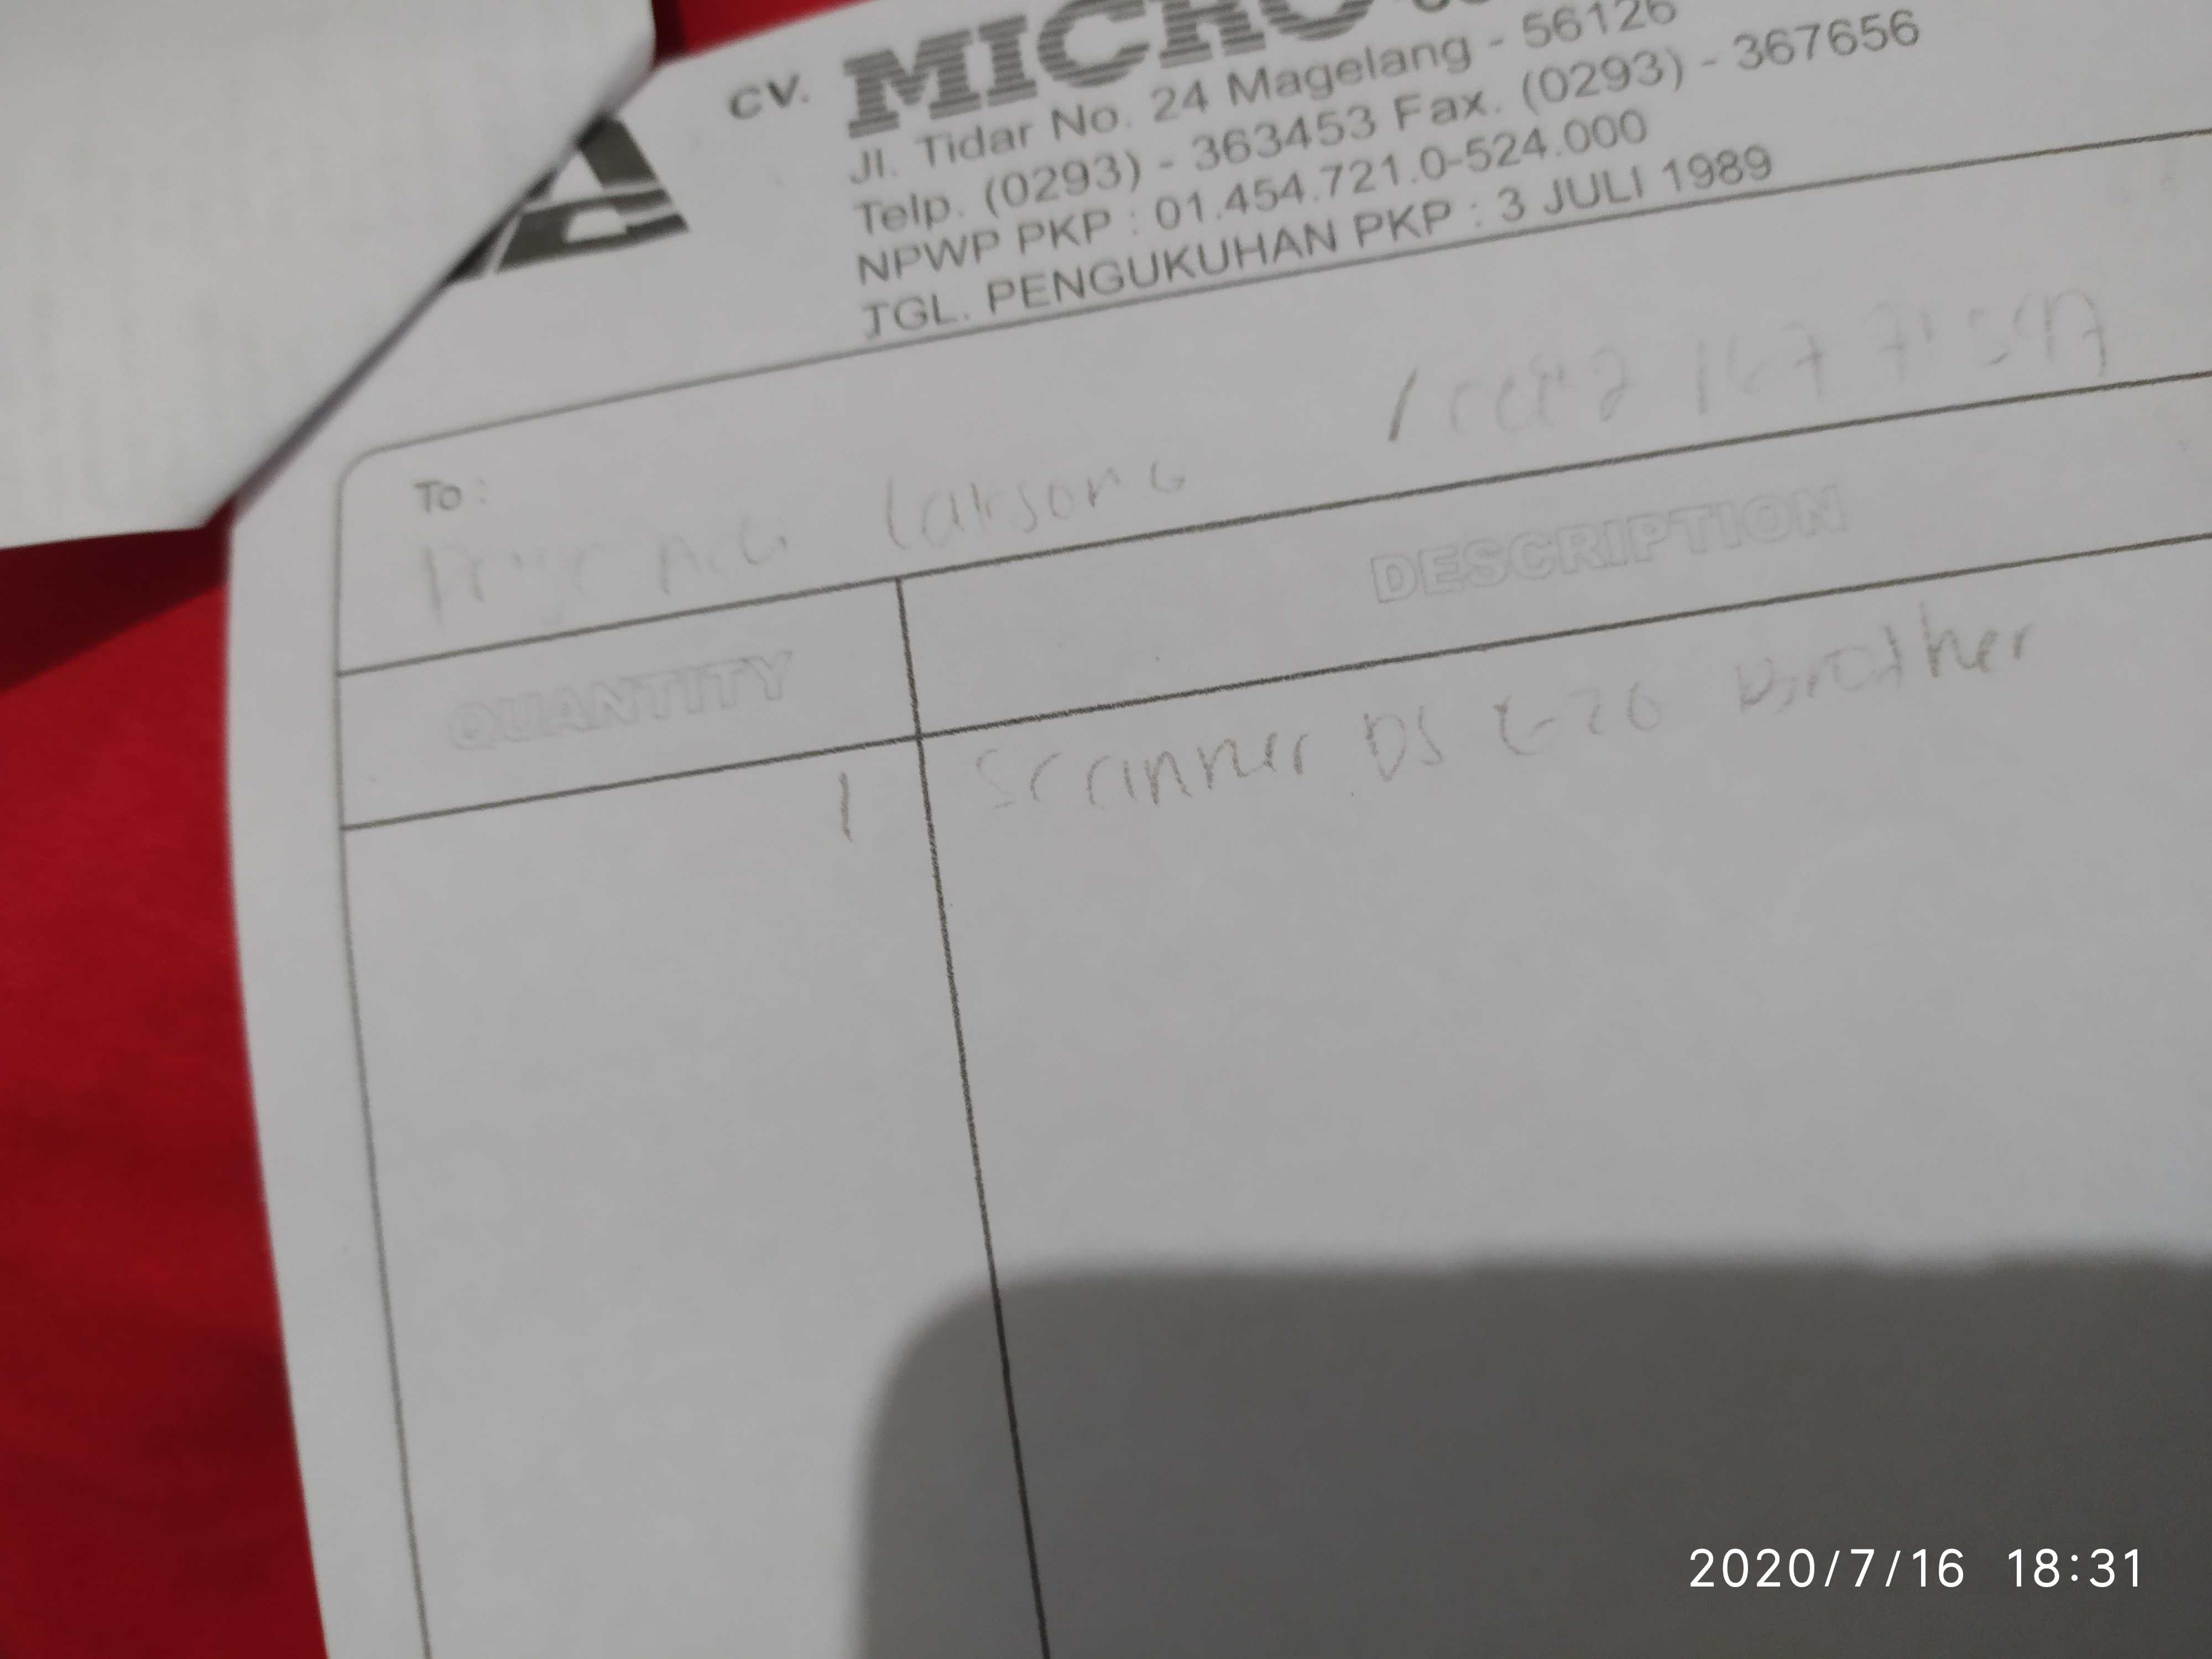 CV. MICRO
Jl. Tidar No. 24 Magelang - 56126
Telp. (0293) - 363453 Fax. (0293) - 367656
NPWP PKP : 01.454.721.0-524.000
TGL. PENGUKUHAN PKP : 3 JULI 1989
To:
QUANTITY DESCRIPTION
1 Scanner DS Brother
2020/7/16 18:31